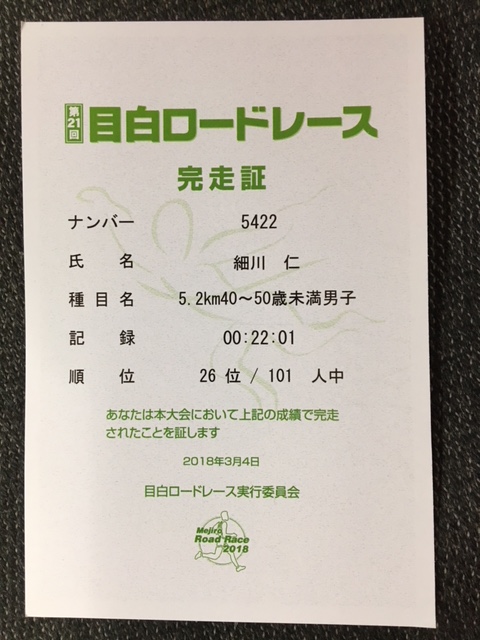 第21回 目白ロードレース
完走証
ナンバー 5422
氏 名 細川 仁
種目名 5.2km40～50歳未満男子
記 録 00:22:01
順 位 26 位 / 101 人中
あなたは本大会において上記の成績で完走
されたことを証します
2018年3月4日
目白ロードレース実行委員会
Mejiro
Road Race
2018